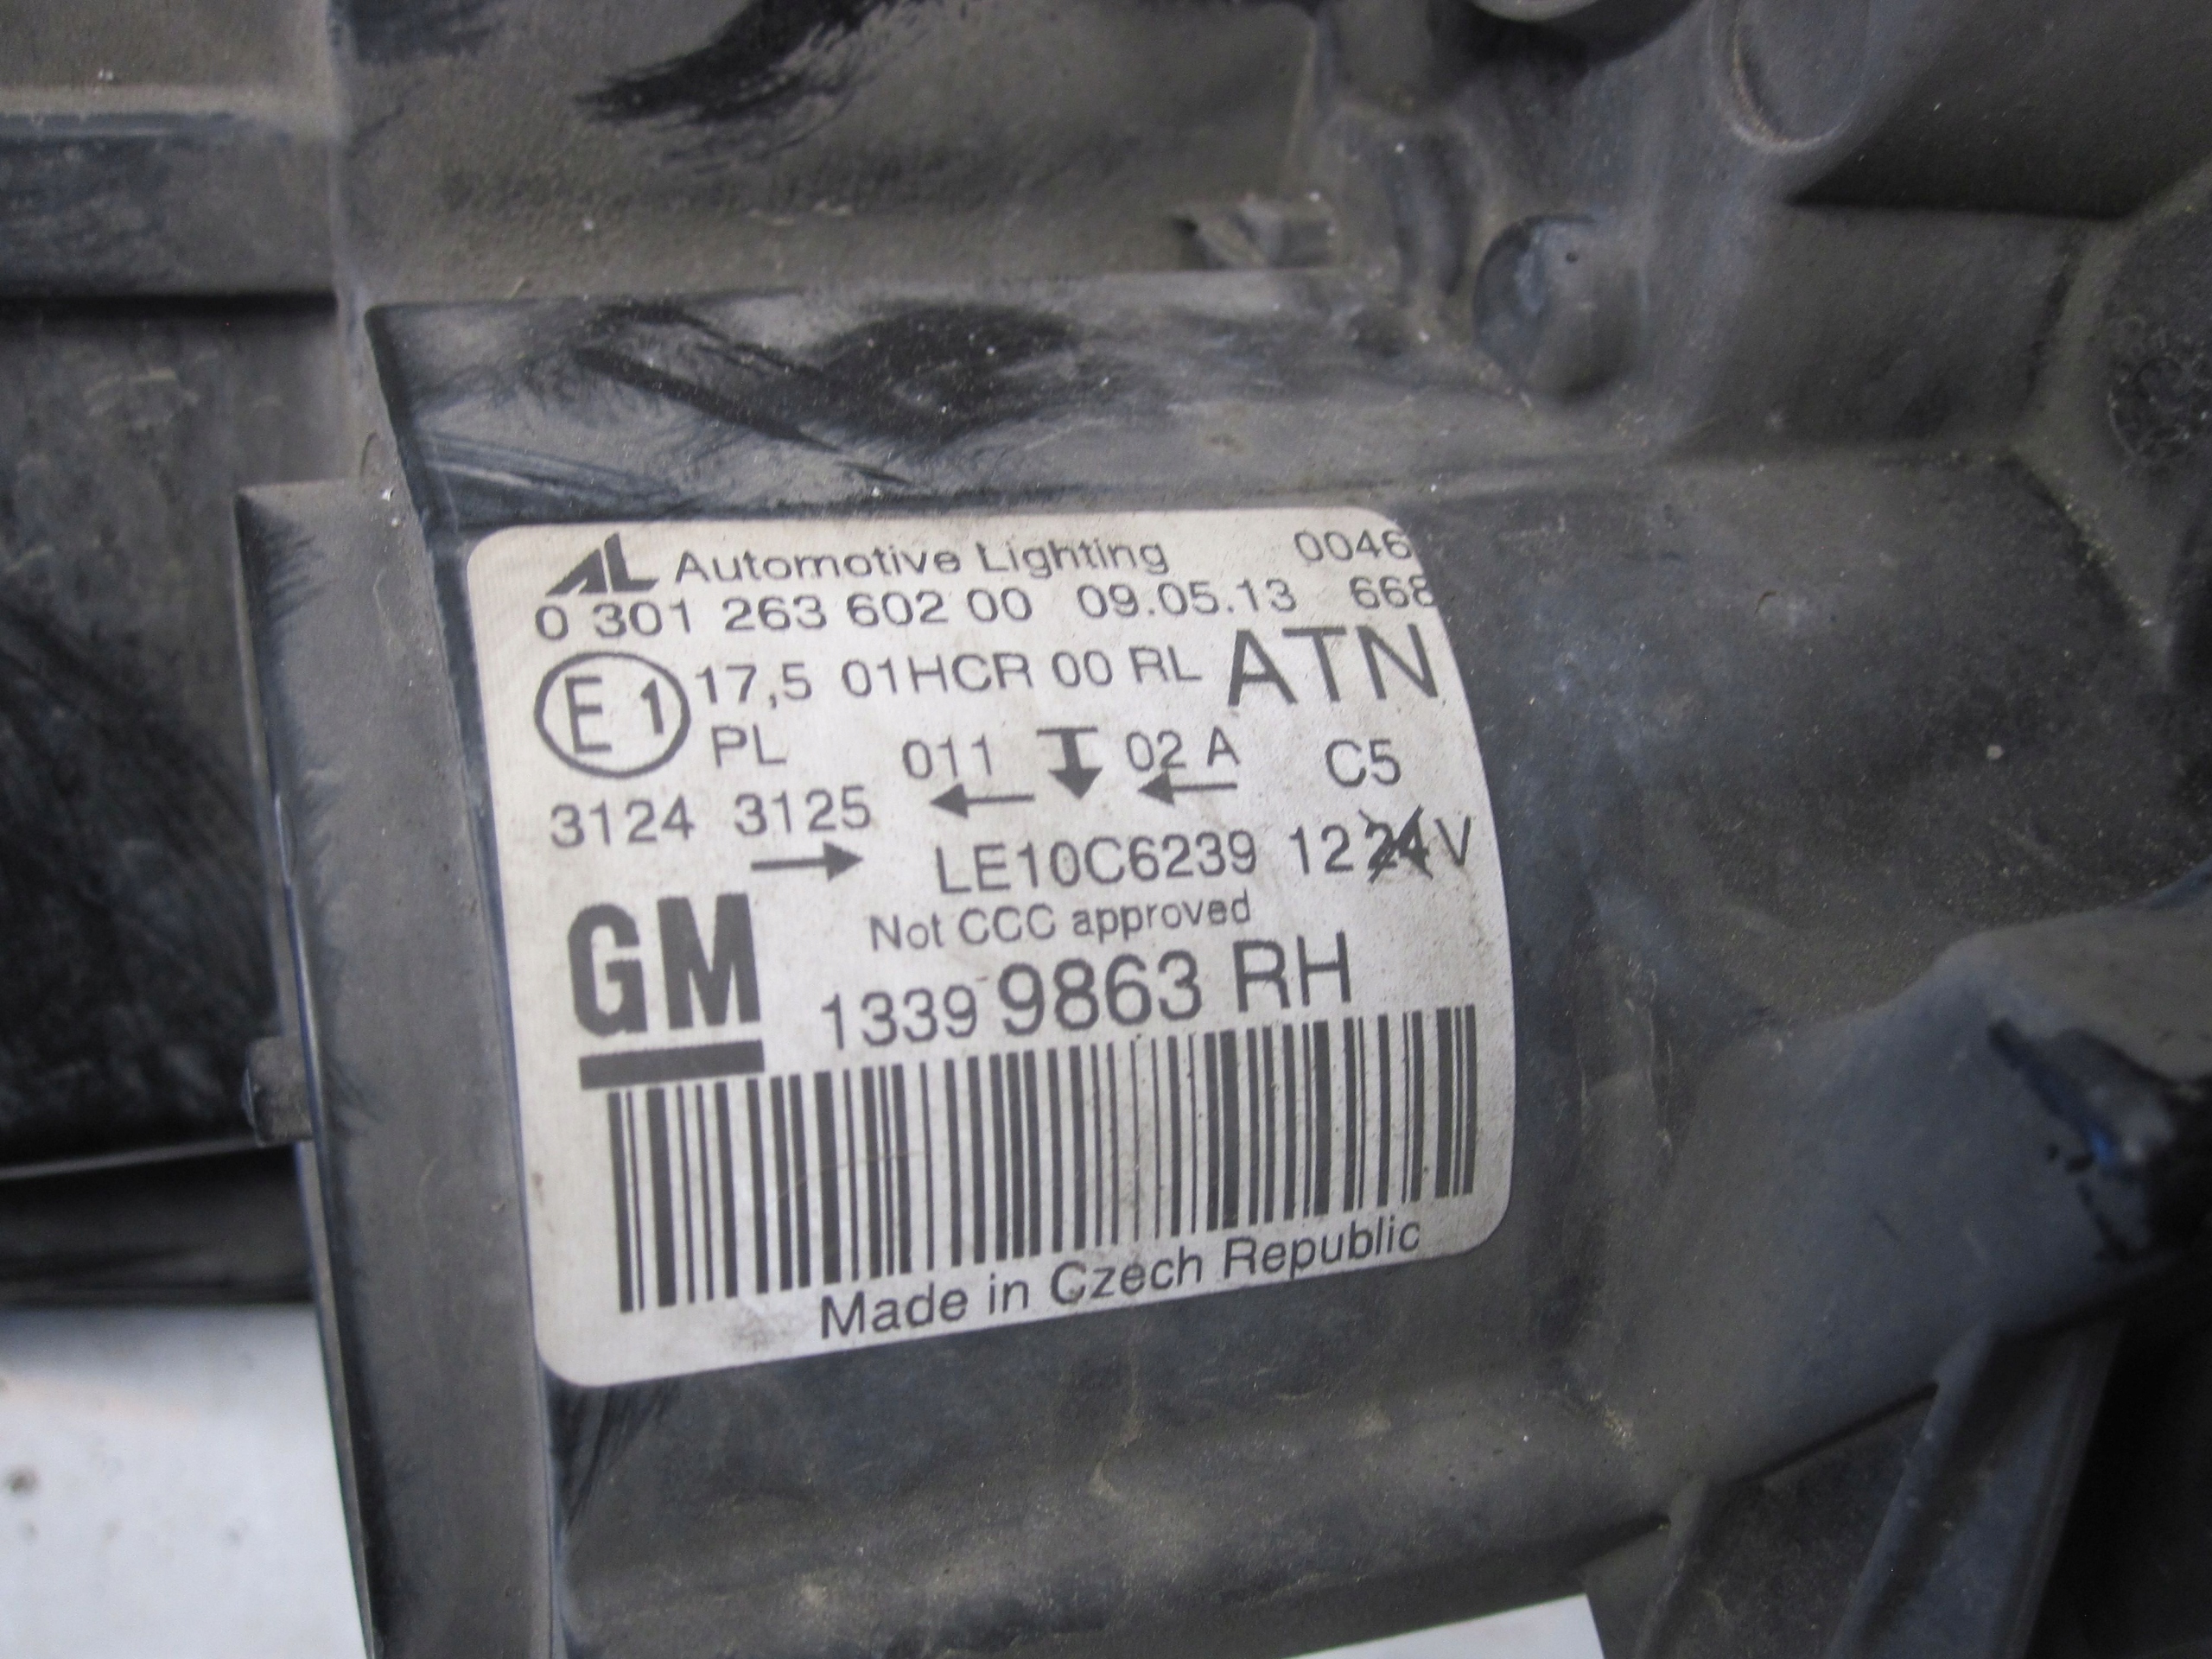 AL Automotive Lighting 0046
0 301 263 602 00 09.05.13 668
E1 17,5 01HCR 00 RL ATN
PL 011 02 A C5
3124 3125
LE10C6239 12 24 V
Not CCC approved
GM 1339 9863 RH
Made in Czech Republic